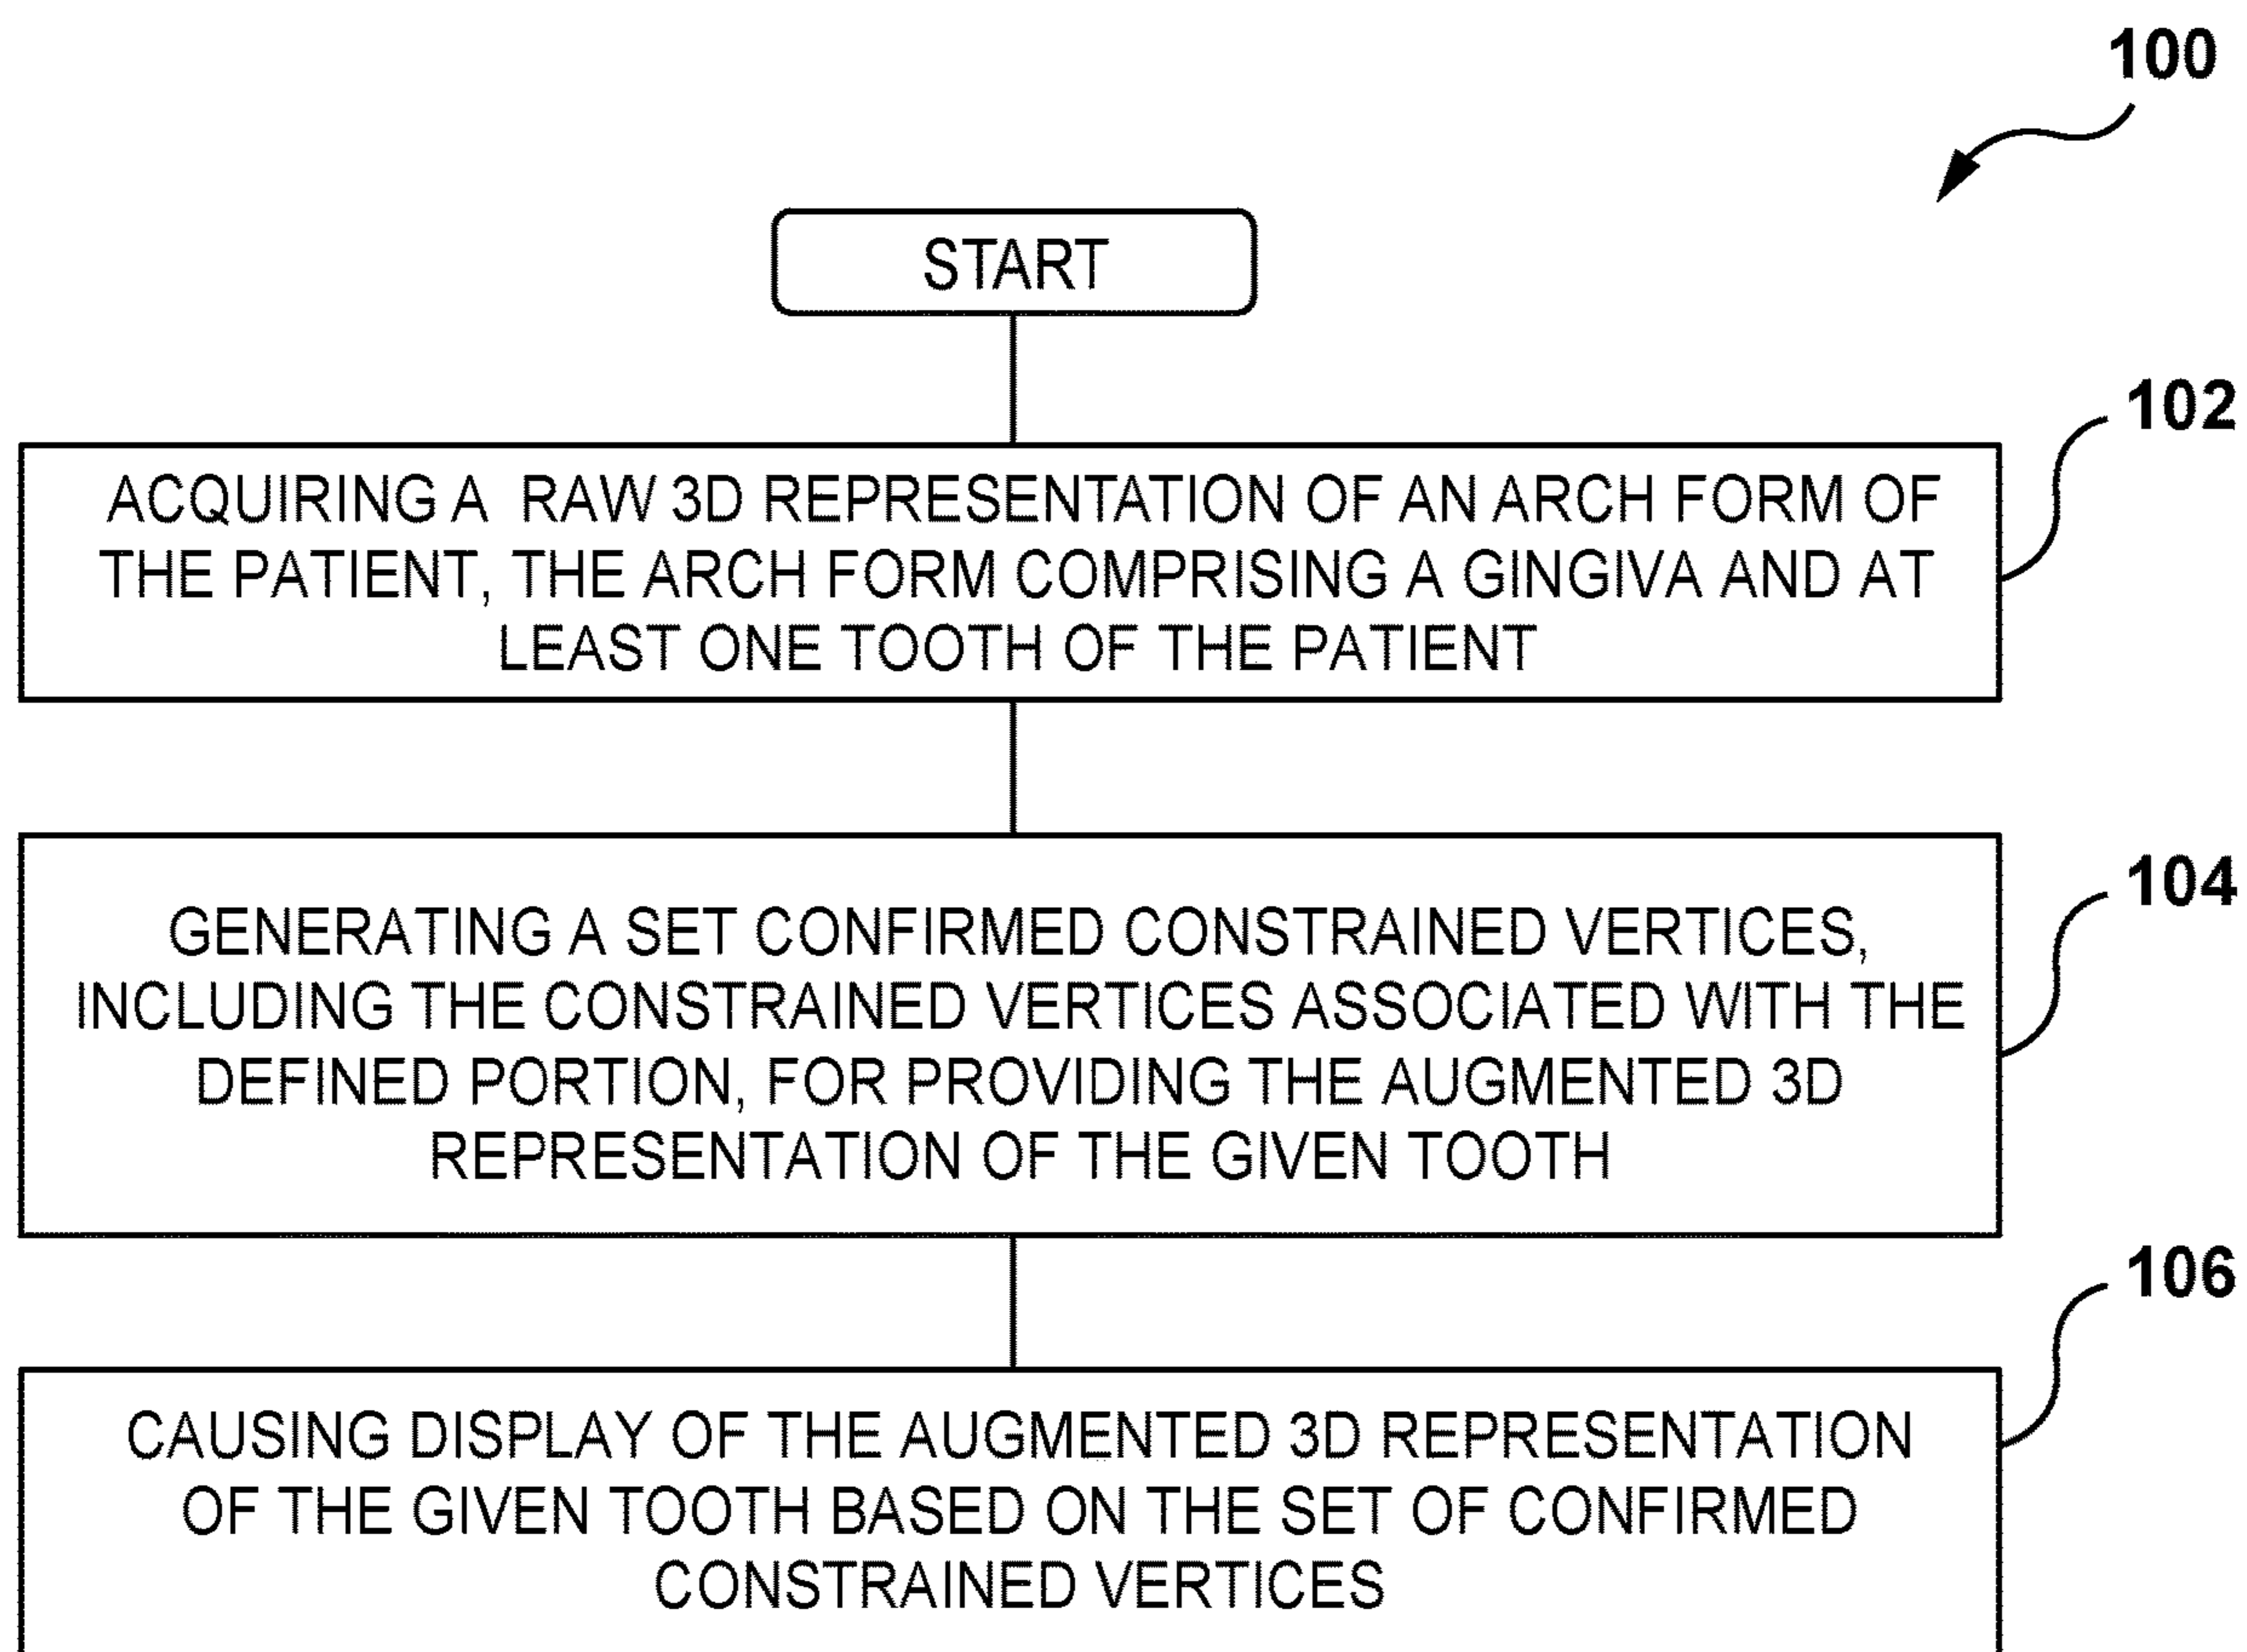 100
START
102
ACQUIRING A RAW 3D REPRESENTATION OF AN ARCH FORM OF
THE PATIENT, THE ARCH FORM COMPRISING A GINGIVA AND AT
LEAST ONE TOOTH OF THE PATIENT
104
GENERATING A SET CONFIRMED CONSTRAINED VERTICES,
INCLUDING THE CONSTRAINED VERTICES ASSOCIATED WITH THE
DEFINED PORTION, FOR PROVIDING THE AUGMENTED 3D
REPRESENTATION OF THE GIVEN TOOTH
106
CAUSING DISPLAY OF THE AUGMENTED 3D REPRESENTATION
OF THE GIVEN TOOTH BASED ON THE SET OF CONFIRMED
CONSTRAINED VERTICES